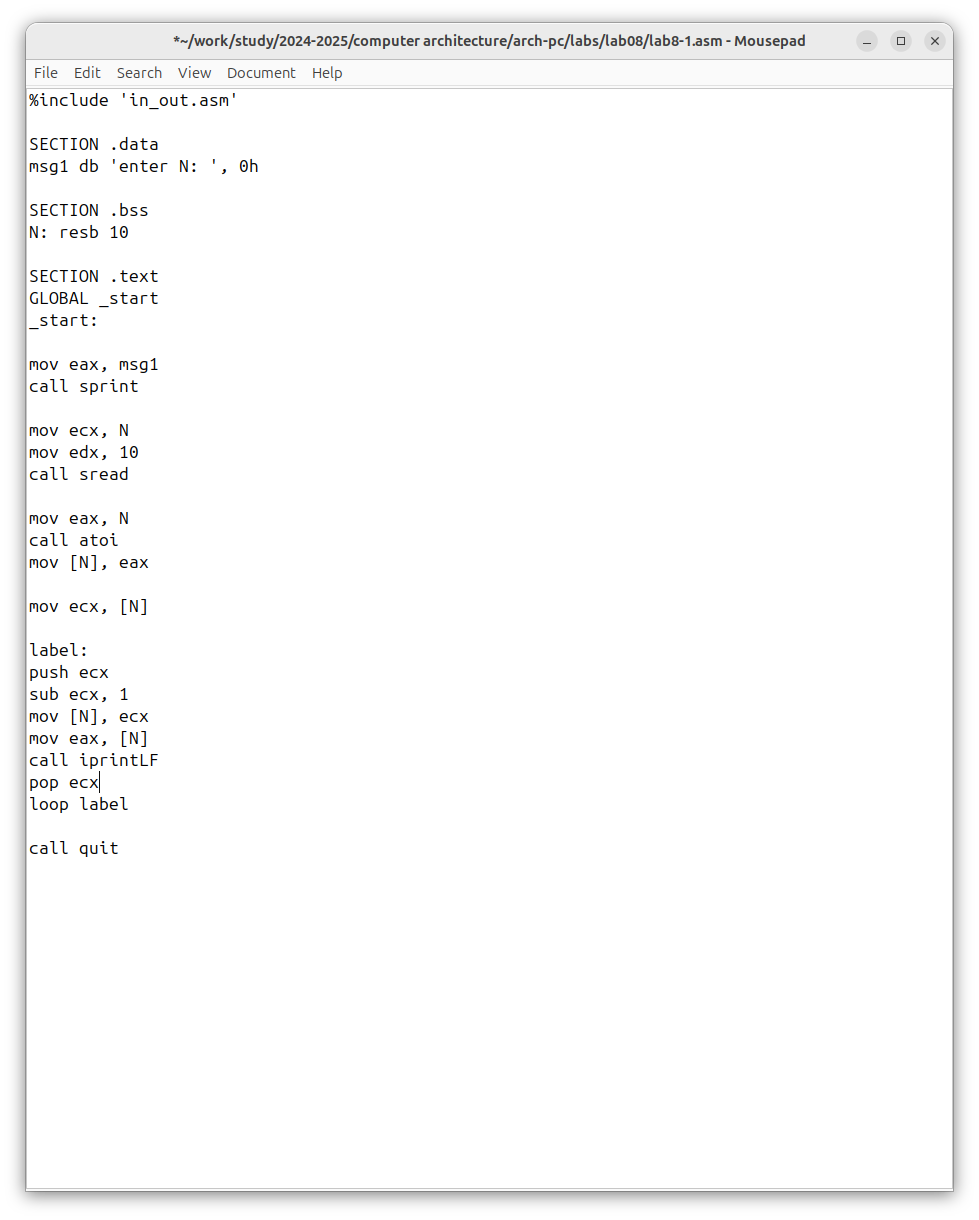 *~/work/study/2024-2025/computer architecture/arch-pc/labs/lab08/lab8-1.asm - Mousepad
File Edit Search View Document Help
%include 'in_out.asm'
SECTION .data
msg1 db 'enter N: ', 0h
SECTION .bss
N: resb 10
SECTION .text
GLOBAL _start
_start:
mov eax, msg1
call sprint
mov ecx, N
mov edx, 10
call sread
mov eax, N
call atoi
mov [N], eax
mov ecx, [N]
label:
push ecx
sub ecx, 1
mov [N], ecx
mov eax, [N]
call iprintLF
pop ecx
loop label
call quit